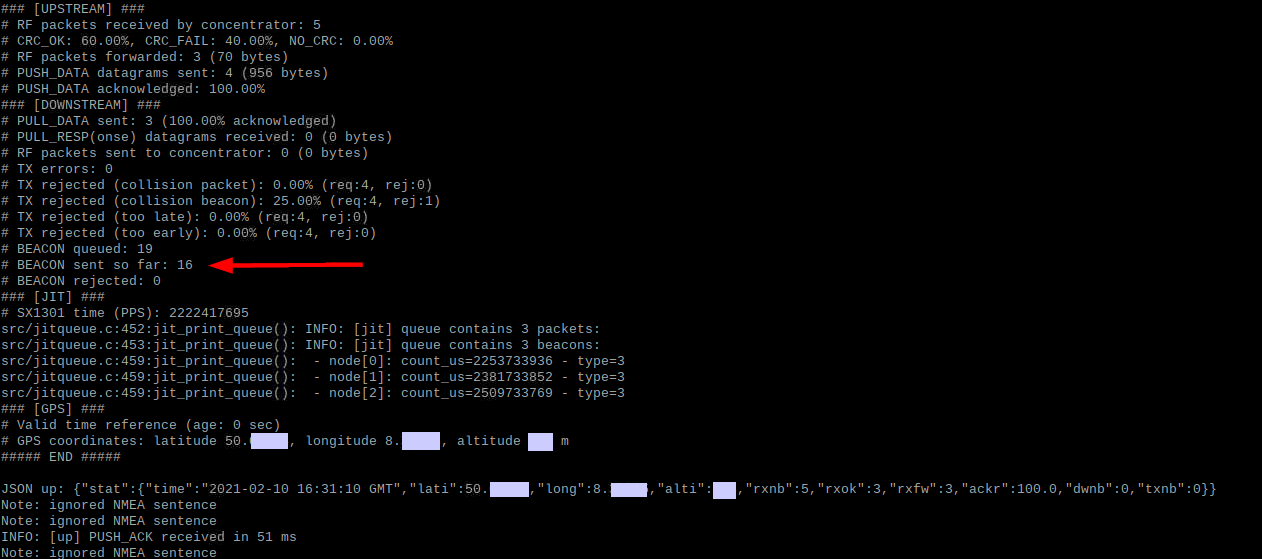 ### [UPSTREAM] ###
# RF packets received by concentrator: 5
# CRC_OK: 60.00%, CRC_FAIL: 40.00%, NO_CRC: 0.00%
# RF packets forwarded: 3 (70 bytes)
# PUSH_DATA datagrams sent: 4 (956 bytes)
# PUSH_DATA acknowledged: 100.00%
### [DOWNSTREAM] ###
# PULL_DATA sent: 3 (100.00% acknowledged)
# PULL_RESP(onse) datagrams received: 0 (0 bytes)
# RF packets sent to concentrator: 0 (0 bytes)
# TX errors: 0
# TX rejected (collision packet): 0.00% (req:4, rej:0)
# TX rejected (collision beacon): 25.00% (req:4, rej:1)
# TX rejected (too late): 0.00% (req:4, rej:0)
# TX rejected (too early): 0.00% (req:4, rej:0)
# BEACON queued: 19
# BEACON sent so far: 16
# BEACON rejected: 0
### [JIT] ###
# SX1301 time (PPS): 2222417695
src/jitqueue.c:452:jit_print_queue(): INFO: [jit] queue contains 3 packets:
src/jitqueue.c:453:jit_print_queue(): INFO: [jit] queue contains 3 beacons:
src/jitqueue.c:459:jit_print_queue():  - node[0]: count_us=2253733936 - type=3
src/jitqueue.c:459:jit_print_queue():  - node[1]: count_us=2381733852 - type=3
src/jitqueue.c:459:jit_print_queue():  - node[2]: count_us=2509733769 - type=3
### [GPS] ###
# Valid time reference (age: 0 sec)
# GPS coordinates: latitude 50. , longitude 8. , altitude m
##### END #####
JSON up: {"stat":{"time":"2021-02-10 16:31:10 GMT","lati":50. ,"long":8. ,"alti": ,"rxnb":5,"rxok":3,"rxfw":3,"ackr":100.0,"dwnb":0,"txnb":0}}
Note: ignored NMEA sentence
Note: ignored NMEA sentence
INFO: [up] PUSH_ACK received in 51 ms
Note: ignored NMEA sentence